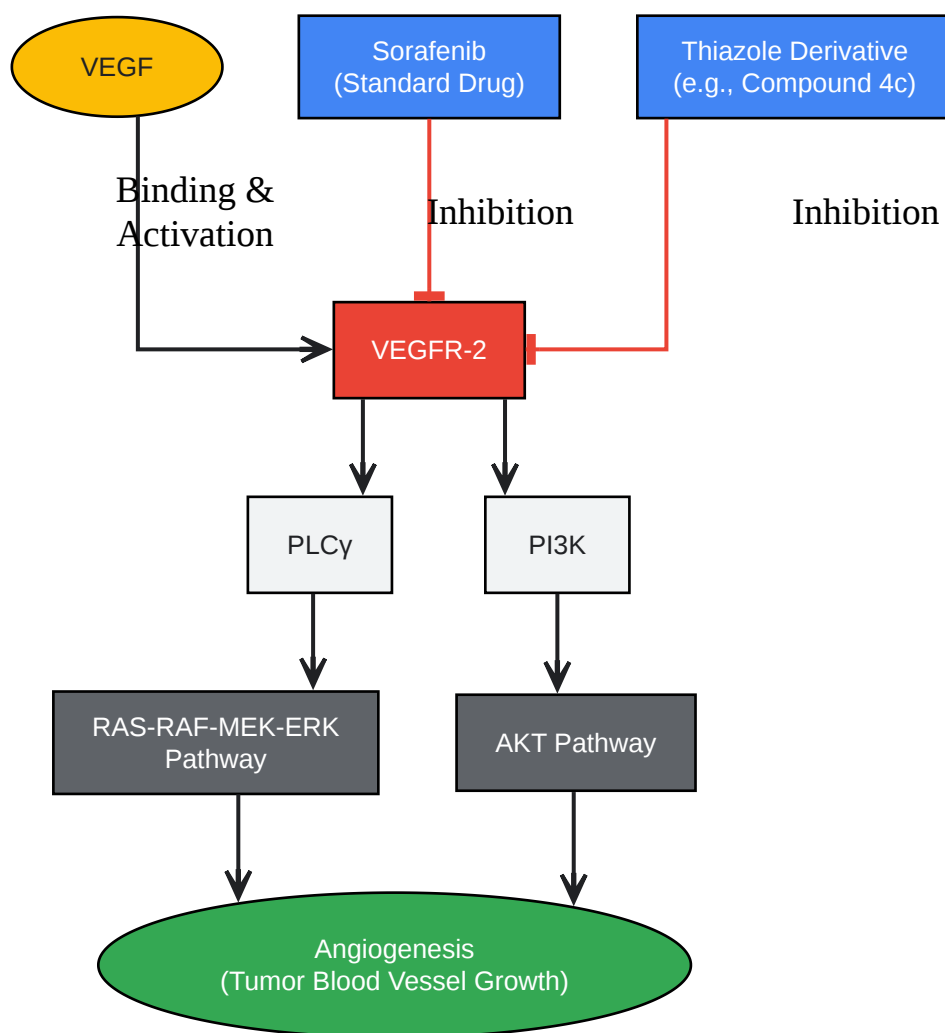 VEGF
Sorafenib
(Standard Drug)
Thiazole Derivative
(e.g., Compound 4c)
Binding &
Activation
Inhibition
Inhibition
VEGFR-2
PLCγ
PI3K
RAS-RAF-MEK-ERK
Pathway
AKT Pathway
Angiogenesis
(Tumor Blood Vessel Growth)